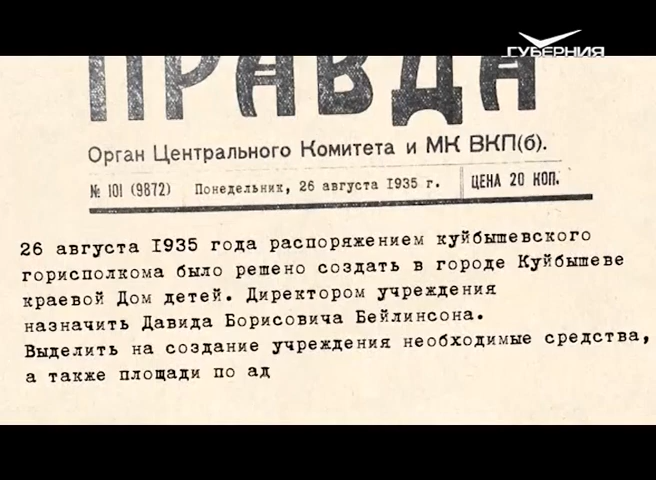 ГУБЕРНИЯ
ПРАВДА
Орган Центрального Комитета и МК ВКП(б).
№ 101 (9872) Понедельник, 26 августа 1935 г. ЦЕНА 20 КОП.
26 августа 1935 года распоряжением куйбышевского
горисполкома было решено создать в городе Куйбышеве
краевой Дом детей. Директором учреждения
назначить Давида Борисовича Бейлинсона.
Выделить на создание учреждения необходимые средства,
а также площади по ад